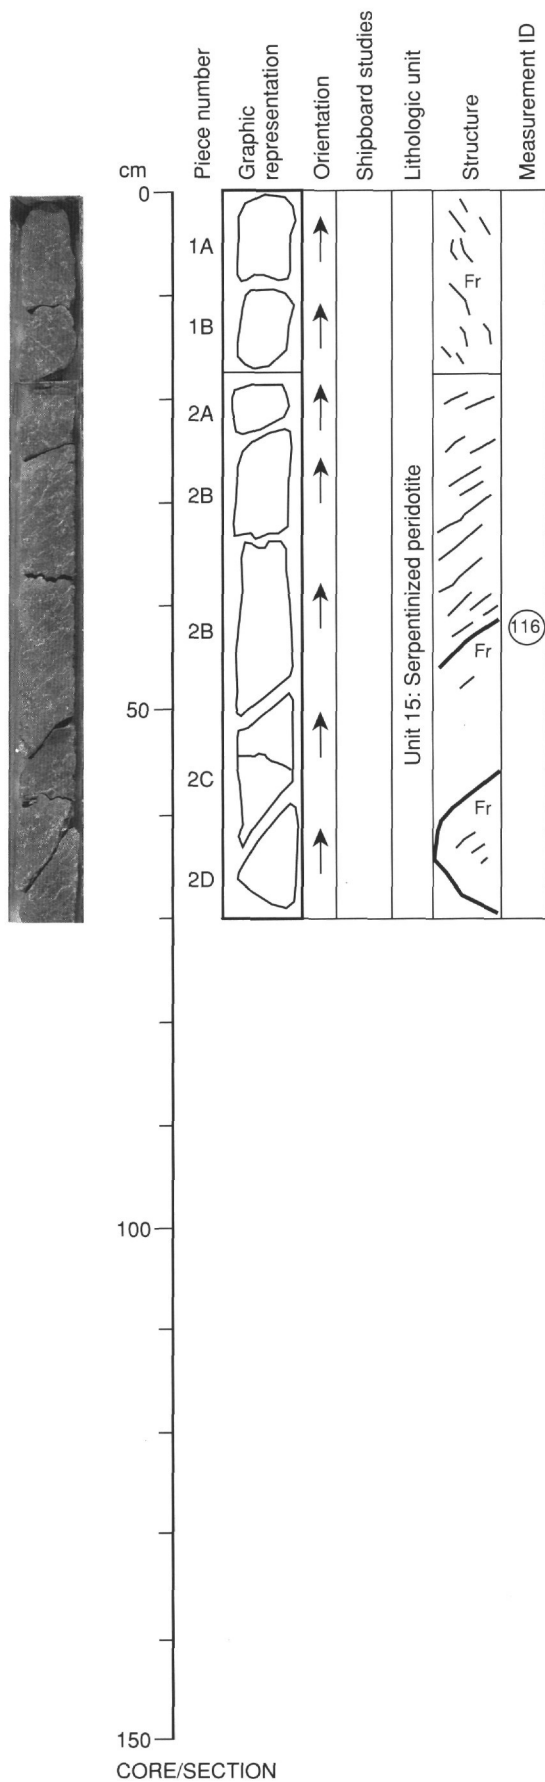 cm
Piece number
Graphic
representation
Orientation
Shipboard studies
Lithologic unit
Structure
Measurement ID
0
1A
Fr
1B
2A
2B
Unit 15: Serpentinized peridotite
2B
116
Fr
50
2C
Fr
2D
100
150
CORE/SECTION